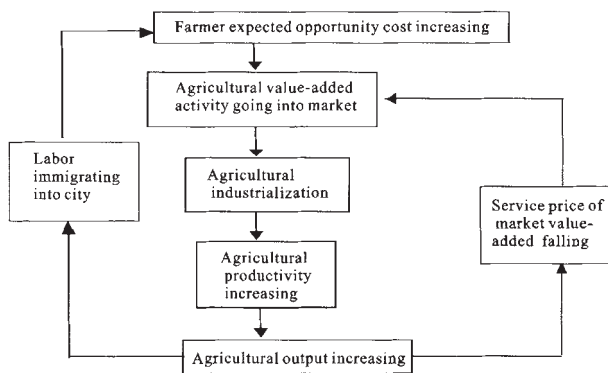 Farmer expected opportunity cost increasing
Agricultural value-added
activity going into market
Labor
immigrating
into city
Agricultural
industrialization
Service price of
market value-
added falling
Agricultural
productivity
increasing
Agricultural output increasing